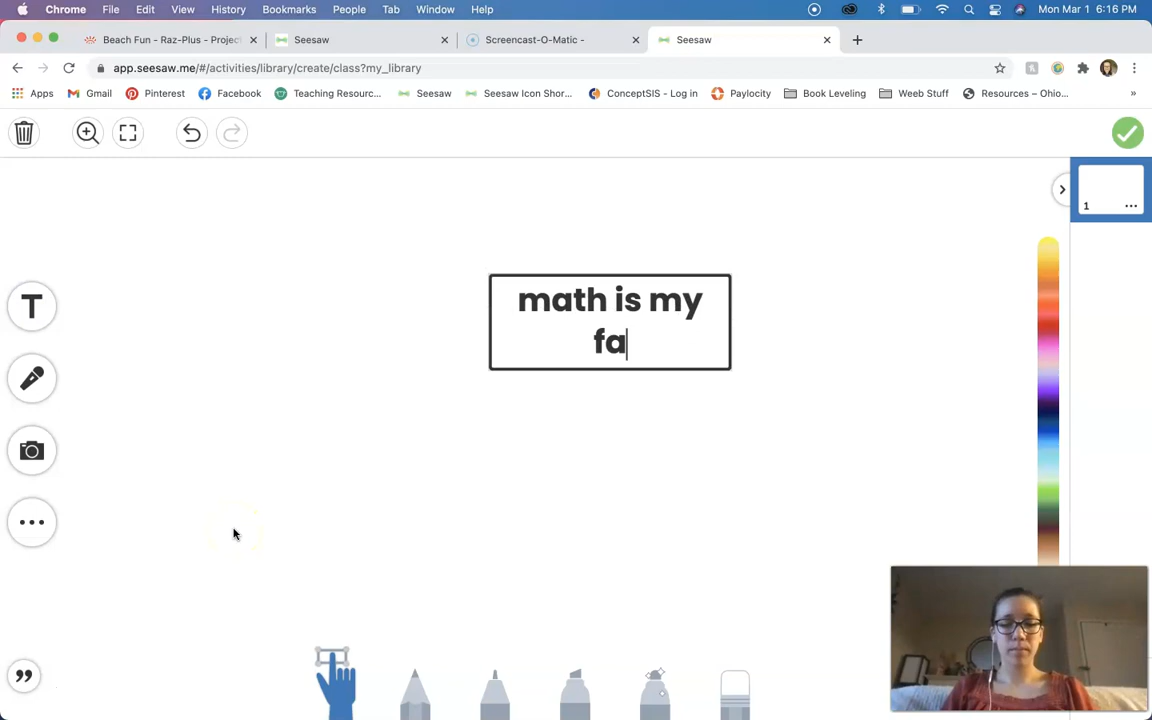 Chrome File Edit View History Bookmarks People Tab Window Help Mon Mar 1 6:16 PM
Beach Fun - Raz-Plus - Project Seesaw Screencast-O-Matic - Seesaw
app.seesaw.me/#/activities/library/create/class?my_library
Apps Gmail Pinterest Facebook Teaching Resourc... Seesaw Seesaw Icon Shor... ConceptSIS - Log in Paylocity Book Leveling Weeb Stuff Resources – Ohio... »
1 ...
T
math is my
fa